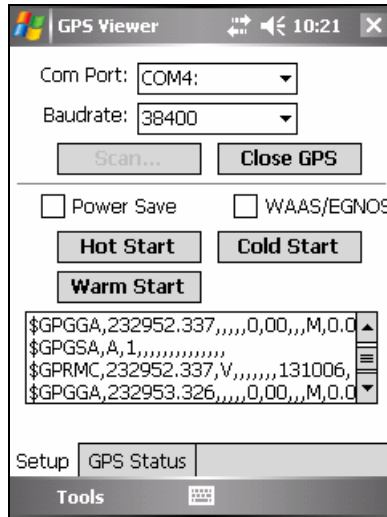 GPS Viewer 10:21
Com Port: COM4:
Baudrate: 38400
Scan... Close GPS
Power Save WAAS/EGNOS
Hot Start Cold Start
Warm Start
$GPGGA,232952.337,,,,,0,00,,,M,0.0
$GPGSA,A,1,,,,,,,,,,,,,,
$GPRMC,232952.337,V,,,,,,,131006,
$GPGGA,232953.326,,,,,0,00,,,M,0.0
Setup GPS Status
Tools